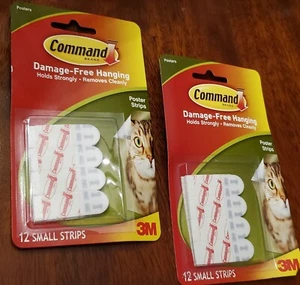 Posters
Command
BRAND
Damage-Free Hanging
Holds Strongly • Removes Cleanly
Poster
Strips
12 SMALL STRIPS
3M
Posters
Command
BRAND
Damage-Free Hanging
Holds Strongly • Removes Cleanly
Poster
Strips
12 SMALL STRIPS
3M